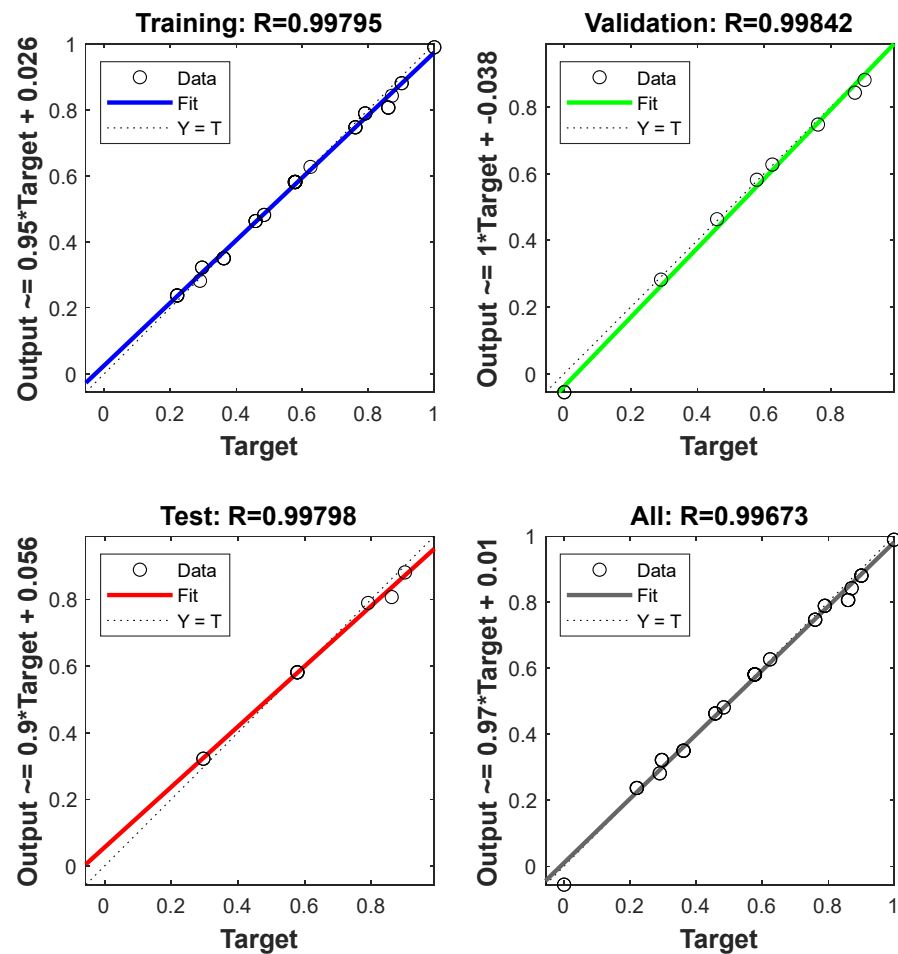 Training: R=0.99795
Output ~= 0.95*Target + 0.026
1
0.8
0.6
0.4
0.2
0
Data
Fit
Y = T
0
0.2
0.4
0.6
0.8
1
Target
Validation: R=0.99842
Output ~= 1*Target + -0.038
0.8
0.6
0.4
0.2
0
Data
Fit
Y = T
0
0.2
0.4
0.6
0.8
Target
Test: R=0.99798
Output ~= 0.9*Target + 0.056
0.8
0.6
0.4
0.2
0
Data
Fit
Y = T
0
0.2
0.4
0.6
0.8
Target
All: R=0.99673
Output ~= 0.97*Target + 0.01
1
0.8
0.6
0.4
0.2
0
Data
Fit
Y = T
0
0.2
0.4
0.6
0.8
1
Target